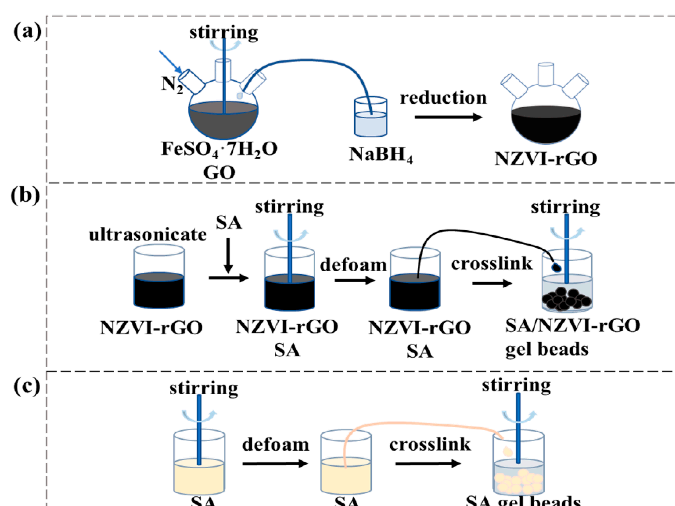 (a)
stirring
N₂
FeSO₄·7H₂O
GO
NaBH₄
reduction
NZVI-rGO
(b)
ultrasonicate
SA
stirring
defoam
crosslink
stirring
NZVI-rGO
NZVI-rGO
SA
NZVI-rGO
SA
SA/NZVI-rGO
gel beads
(c)
stirring
defoam
crosslink
stirring
SA
SA
SA gel beads